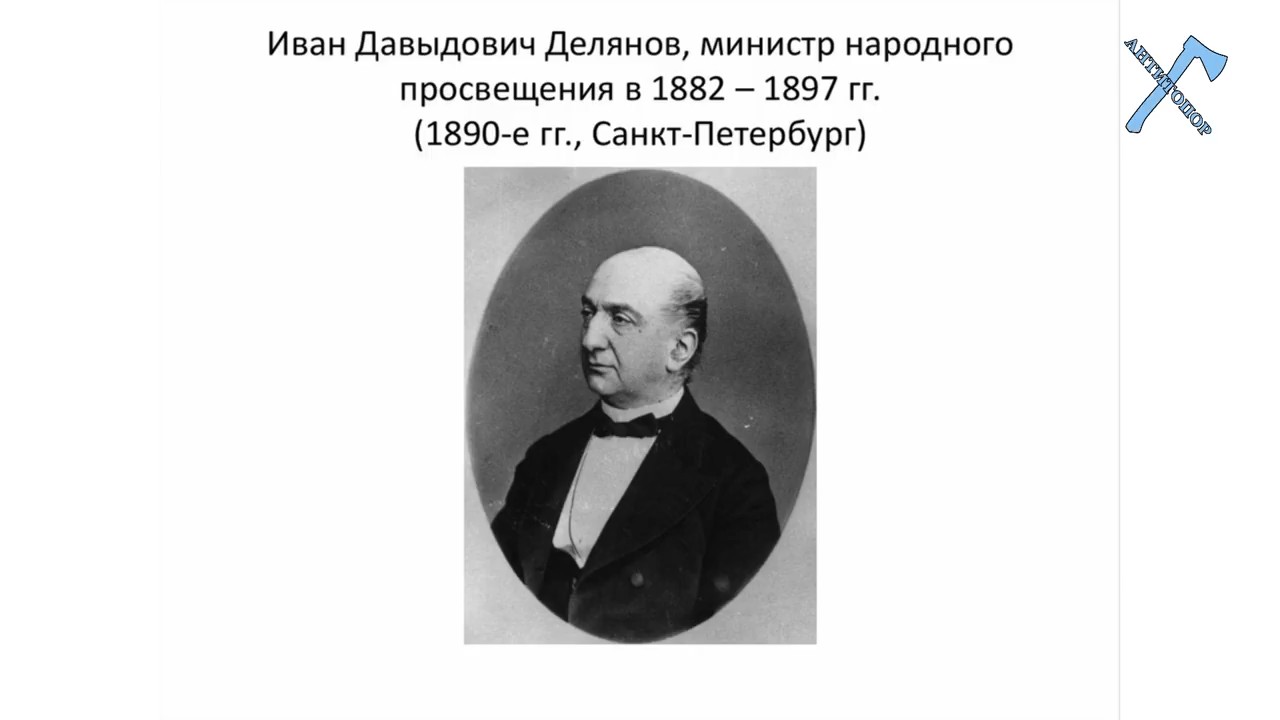 Иван Давыдович Делянов, министр народного
просвещения в 1882 – 1897 гг.
(1890-е гг., Санкт-Петербург)
АНТИТОПОР